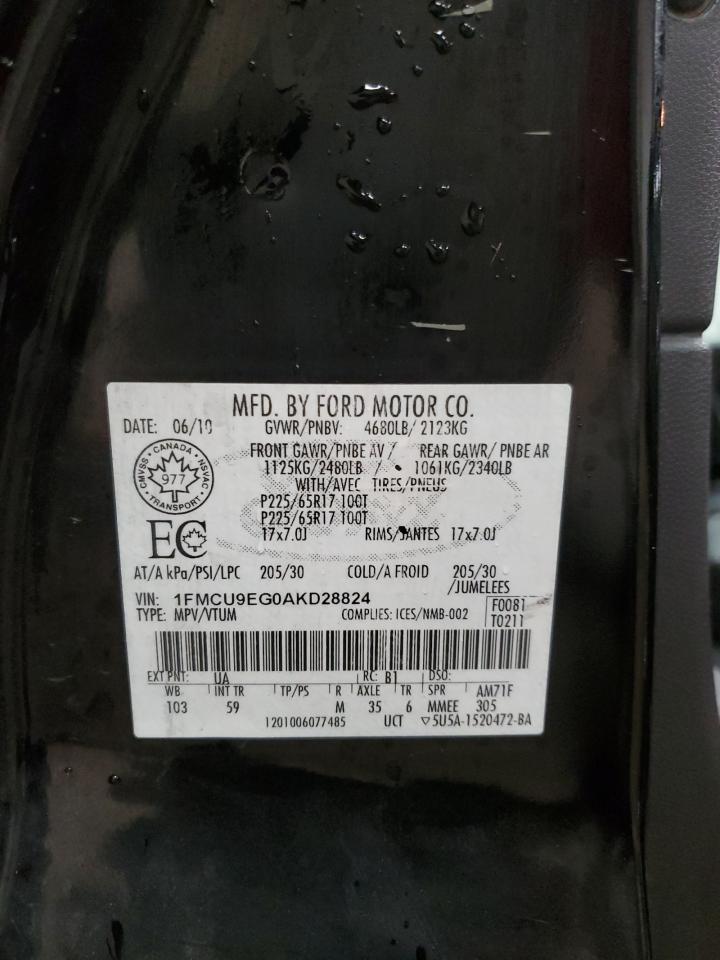 MFD. BY FORD MOTOR CO.
DATE: 06/10 GVWR/PNBV: 4680LB/ 2123KG
FRONT GAWR/PNBE AV / REAR GAWR/ PNBE AR
1125KG/2480LB / 1061KG/2340LB
WITH/AVEC TIRES/PNEUS
P225/65R17 100T
P225/65R17 100T
17x7.0J RIMS/JANTES 17x7.0J
CMVSS · CANADA · NSVAC
977
TRANSPORT
EC
AT/A kPa/PSI/LPC 205/30 COLD/A FROID 205/30
/JUMELEES
VIN: 1FMCU9EG0AKD28824
TYPE: MPV/VTUM COMPLIES: ICES/NMB-002
F0081
T0211
EXT PNT: UA RC: B1 DSO:
WB INT TR TP/PS R AXLE TR SPR AM71F
103 59 M 35 6 MMEE 305
1201006077485 UCT ▽5U5A-1520472-BA